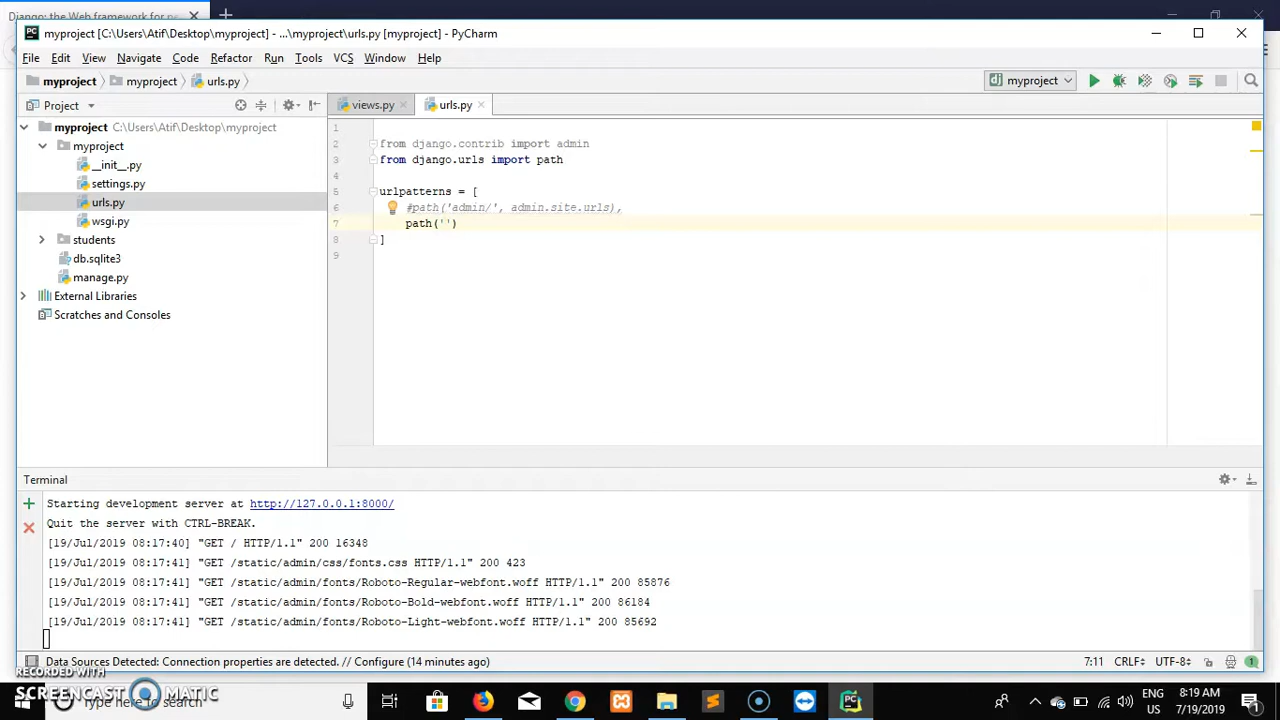 Django: the Web framework for pe
myproject [C:\Users\Atif\Desktop\myproject] - ...\myproject\urls.py [myproject] - PyCharm
File Edit View Navigate Code Refactor Run Tools VCS Window Help
myproject myproject urls.py myproject
Project views.py urls.py
myproject C:\Users\Atif\Desktop\myproject
myproject
__init__.py
settings.py
urls.py
wsgi.py
students
db.sqlite3
manage.py
External Libraries
Scratches and Consoles
1
2 from django.contrib import admin
3 from django.urls import path
4
5 urlpatterns = [
6 #path('admin/', admin.site.urls),
7 path('')
8 ]
9
Terminal
Starting development server at http://127.0.0.1:8000/
Quit the server with CTRL-BREAK.
[19/Jul/2019 08:17:40] "GET / HTTP/1.1" 200 16348
[19/Jul/2019 08:17:41] "GET /static/admin/css/fonts.css HTTP/1.1" 200 423
[19/Jul/2019 08:17:41] "GET /static/admin/fonts/Roboto-Regular-webfont.woff HTTP/1.1" 200 85876
[19/Jul/2019 08:17:41] "GET /static/admin/fonts/Roboto-Bold-webfont.woff HTTP/1.1" 200 86184
[19/Jul/2019 08:17:41] "GET /static/admin/fonts/Roboto-Light-webfont.woff HTTP/1.1" 200 85692
Data Sources Detected: Connection properties are detected. // Configure (14 minutes ago) 7:11 CRLF UTF-8 1
RECORDED WITH
SCREENCAST MATIC
Type here to search
ENG 8:19 AM
US 7/19/2019 1